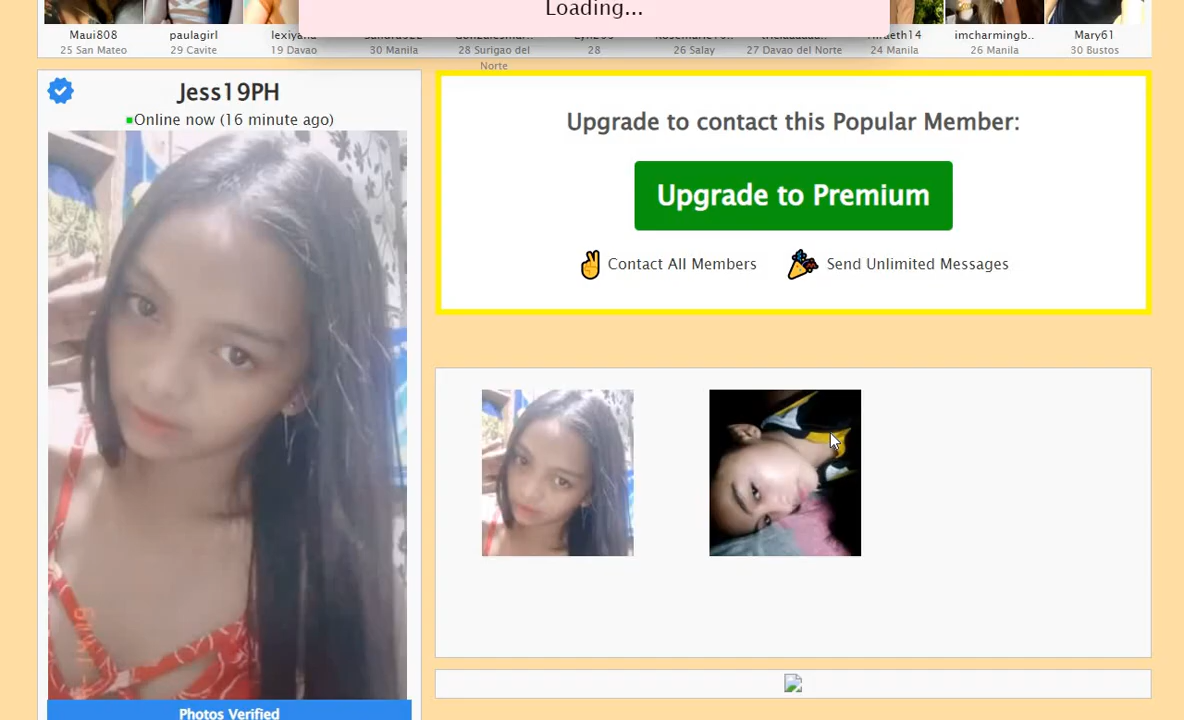 Loading...
Maui808
25 San Mateo
paulagirl
29 Cavite
19 Davao
30 Manila
28 Surigao del
Norte
28
26 Salay
27 Davao del Norte
24 Manila
imcharmingb..
26 Manila
Mary61
30 Bustos
Jess19PH
Online now (16 minute ago)
Photos Verified
Upgrade to contact this Popular Member:
Upgrade to Premium
Contact All Members
Send Unlimited Messages